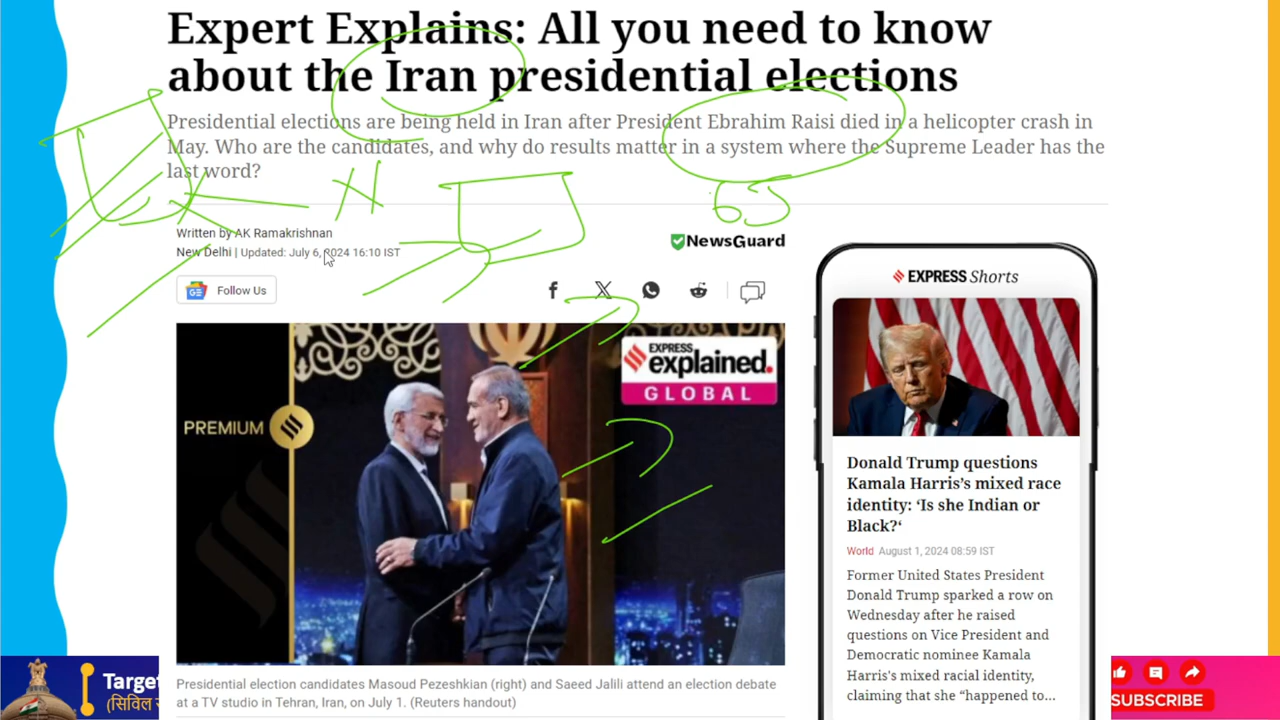 Expert Explains: All you need to know
about the Iran presidential elections
Presidential elections are being held in Iran after President Ebrahim Raisi died in a helicopter crash in
May. Who are the candidates, and why do results matter in a system where the Supreme Leader has the
last word?
65
Written by AK Ramakrishnan
New Delhi | Updated: July 6, 2024 16:10 IST
NewsGuard
GE Follow Us
EXPRESS
explained.
GLOBAL
PREMIUM
Presidential election candidates Masoud Pezeshkian (right) and Saeed Jalili attend an election debate
at a TV studio in Tehran, Iran, on July 1. (Reuters handout)
EXPRESS Shorts
Donald Trump questions
Kamala Harris’s mixed race
identity: ‘Is she Indian or
Black?‘
World August 1, 2024 08:59 IST
Former United States President
Donald Trump sparked a row on
Wednesday after he raised
questions on Vice President and
Democratic nominee Kamala
Harris's mixed racial identity,
claiming that she “happened to...
Target
SUBSCRIBE